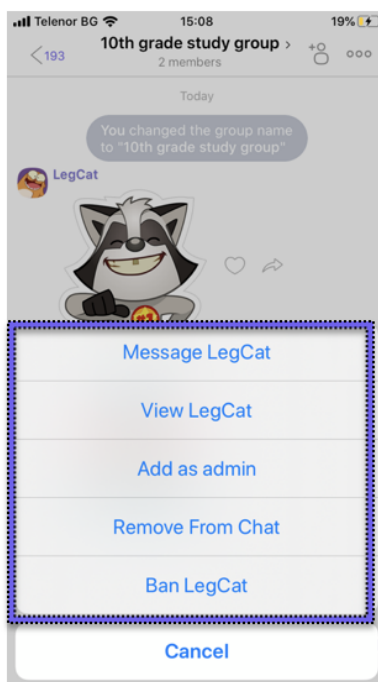 Telenor BG 15:08 19%
193 10th grade study group ›
2 members
Today
You changed the group name
to "10th grade study group"
LegCat
#1
Message LegCat
View LegCat
Add as admin
Remove From Chat
Ban LegCat
Cancel